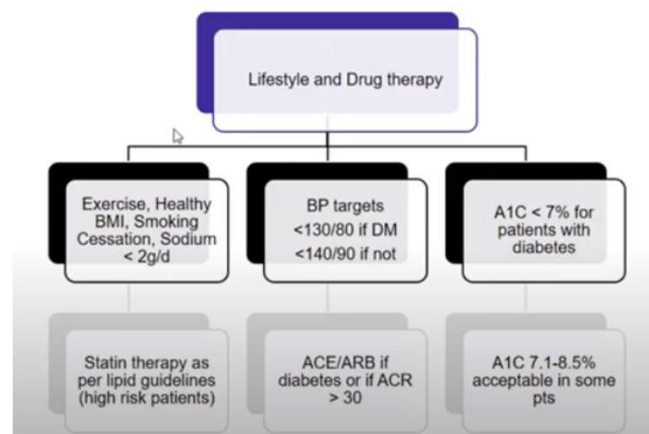 Lifestyle and Drug therapy
Exercise, Healthy
BMI, Smoking
Cessation, Sodium
< 2g/d
BP targets
<130/80 if DM
<140/90 if not
A1C < 7% for
patients with
diabetes
Statin therapy as
per lipid guidelines
(high risk patients)
ACE/ARB if
diabetes or if ACR
> 30
A1C 7.1-8.5%
acceptable in some
pts